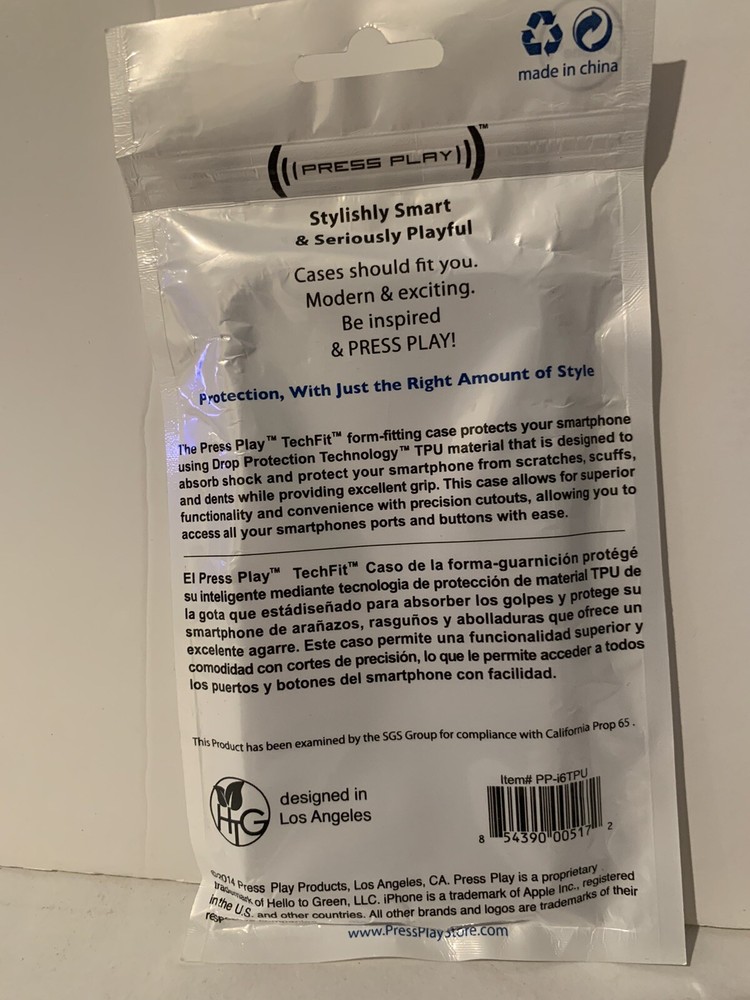 made in china
PRESS PLAY™
Stylishly Smart
& Seriously Playful
Cases should fit you.
Modern & exciting.
Be inspired
& PRESS PLAY!
Protection, With Just the Right Amount of Style
The Press Play™ TechFit™ form-fitting case protects your smartphone
using Drop Protection Technology™ TPU material that is designed to
absorb shock and protect your smartphone from scratches, scuffs,
and dents while providing excellent grip. This case allows for superior
functionality and convenience with precision cutouts, allowing you to
access all your smartphones ports and buttons with ease.
El Press Play™ TechFit™ Caso de la forma-guarnición protégé
su inteligente mediante tecnologia de protección de material TPU de
la gota que estádiseñado para absorber los golpes y protege su
smartphone de arañazos, rasguños y abolladuras que ofrece un
excelente agarre. Este caso permite una funcionalidad superior y
comodidad con cortes de precisión, lo que le permite acceder a todos
los puertos y botones del smartphone con facilidad.
This Product has been examined by the SGS Group for compliance with California Prop 65 .
HTG
designed in
Los Angeles
Item# PP-i6TPU
8 54390 00517 2
©2014 Press Play Products, Los Angeles, CA. Press Play is a proprietary
trademark of Hello to Green, LLC. iPhone is a trademark of Apple Inc., registered
in the U.S. and other countries. All other brands and logos are trademarks of their
www.PressPlayStore.com